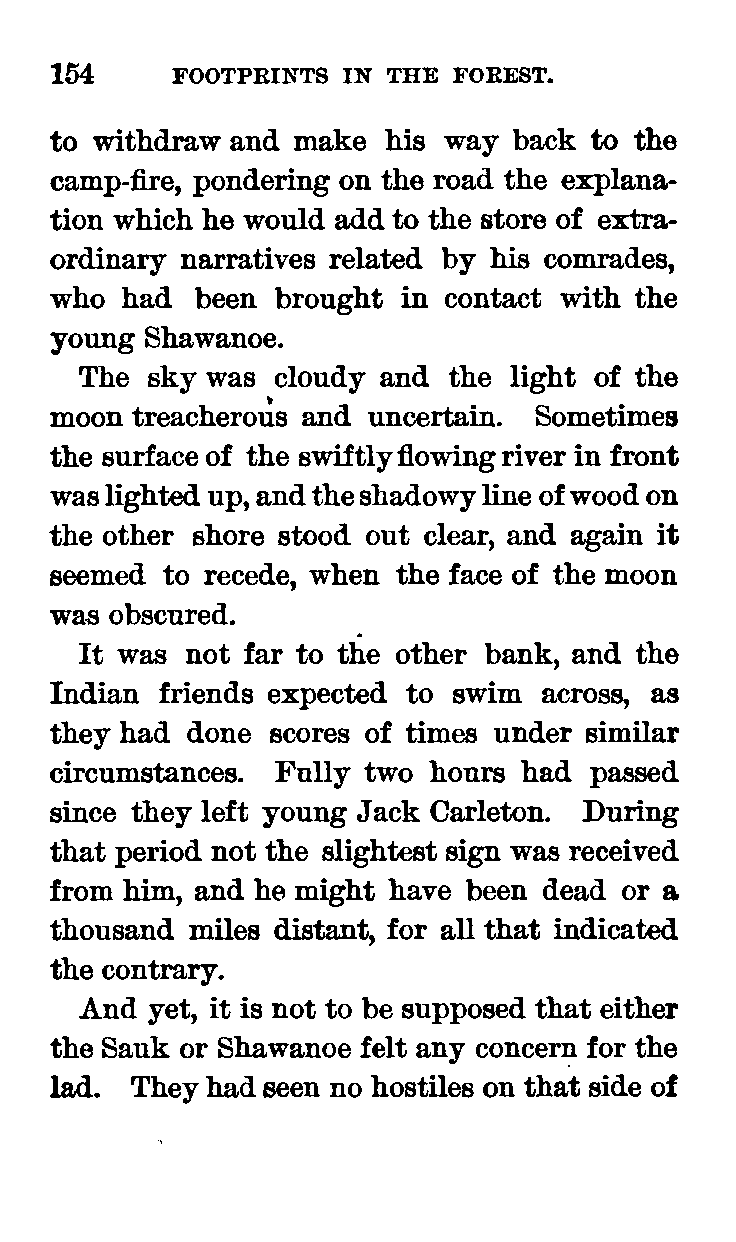 154 FOOTPRINTS IN THE FOREST.
to withdraw and make his way back to the
camp-fire, pondering on the road the explana-
tion which he would add to the store of extra-
ordinary narratives related by his comrades,
who had been brought in contact with the
young Shawanoe.
The sky was cloudy and the light of the
moon treacherous and uncertain. Sometimes
the surface of the swiftly flowing river in front
was lighted up, and the shadowy line of wood on
the other shore stood out clear, and again it
seemed to recede, when the face of the moon
was obscured.
It was not far to the other bank, and the
Indian friends expected to swim across, as
they had done scores of times under similar
circumstances. Fully two hours had passed
since they left young Jack Carleton. During
that period not the slightest sign was received
from him, and he might have been dead or a
thousand miles distant, for all that indicated
the contrary.
And yet, it is not to be supposed that either
the Sauk or Shawanoe felt any concern for the
lad. They had seen no hostiles on that side of